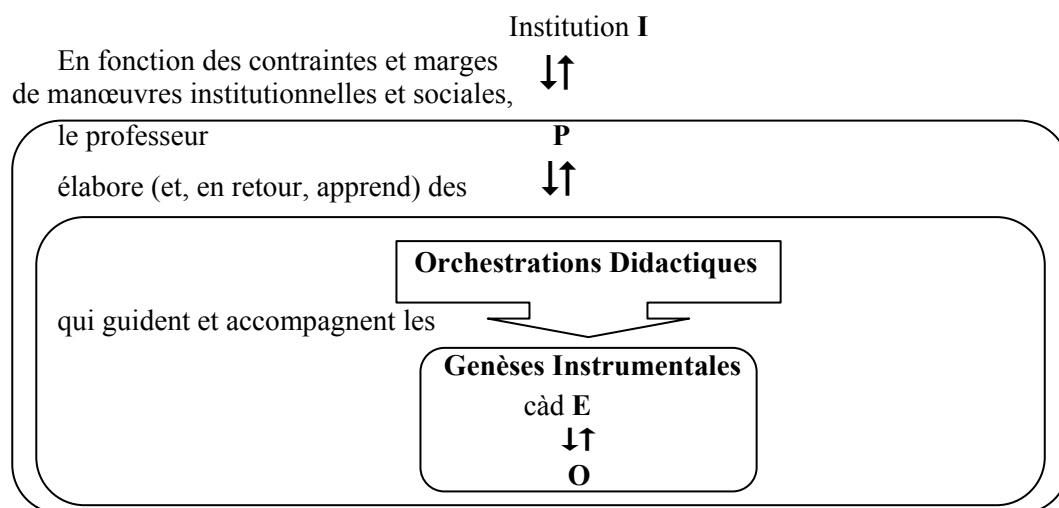 Institution I
En fonction des contraintes et marges
de manœuvres institutionnelles et sociales,
le professeur P
élabore (et, en retour, apprend) des
Orchestrations Didactiques
qui guident et accompagnent les
Genèses Instrumentales
càd E
O